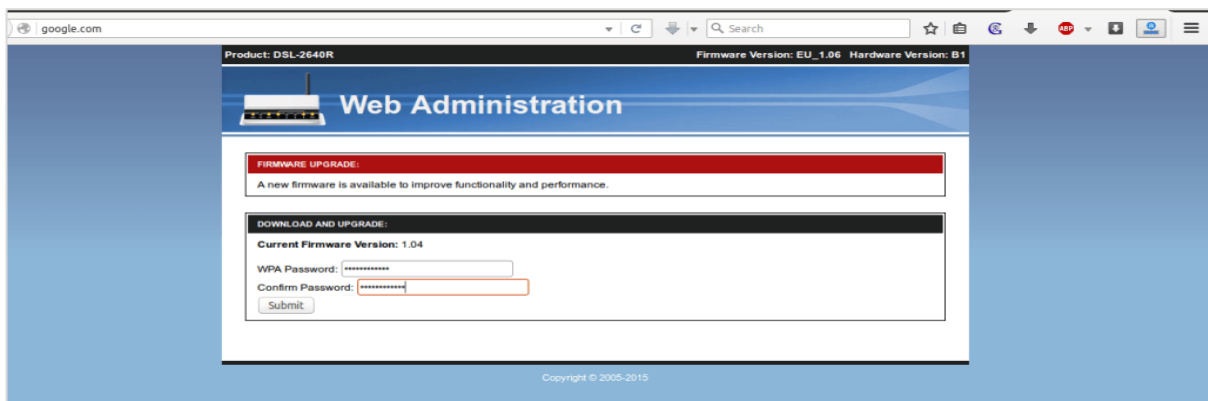 google.com
Search
ABP
Product: DSL-2640R
Firmware Version: EU_1.06 Hardware Version: B1
Web Administration
FIRMWARE UPGRADE:
A new firmware is available to improve functionality and performance.
DOWNLOAD AND UPGRADE:
Current Firmware Version: 1.04
WPA Password: ••••••••••••
Confirm Password: ••••••••••••
Submit
Copyright © 2005-2015